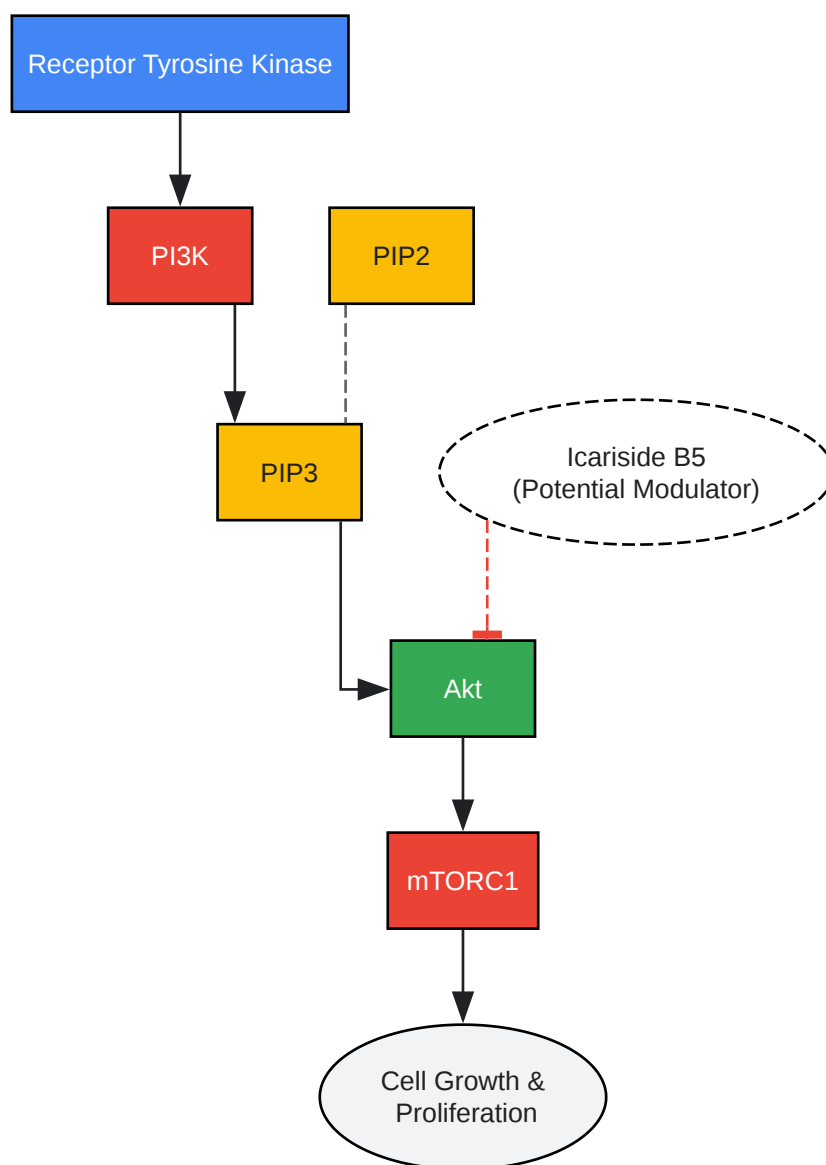 Receptor Tyrosine Kinase
PI3K
PIP2
PIP3
Icariside B5
(Potential Modulator)
Akt
mTORC1
Cell Growth &
Proliferation